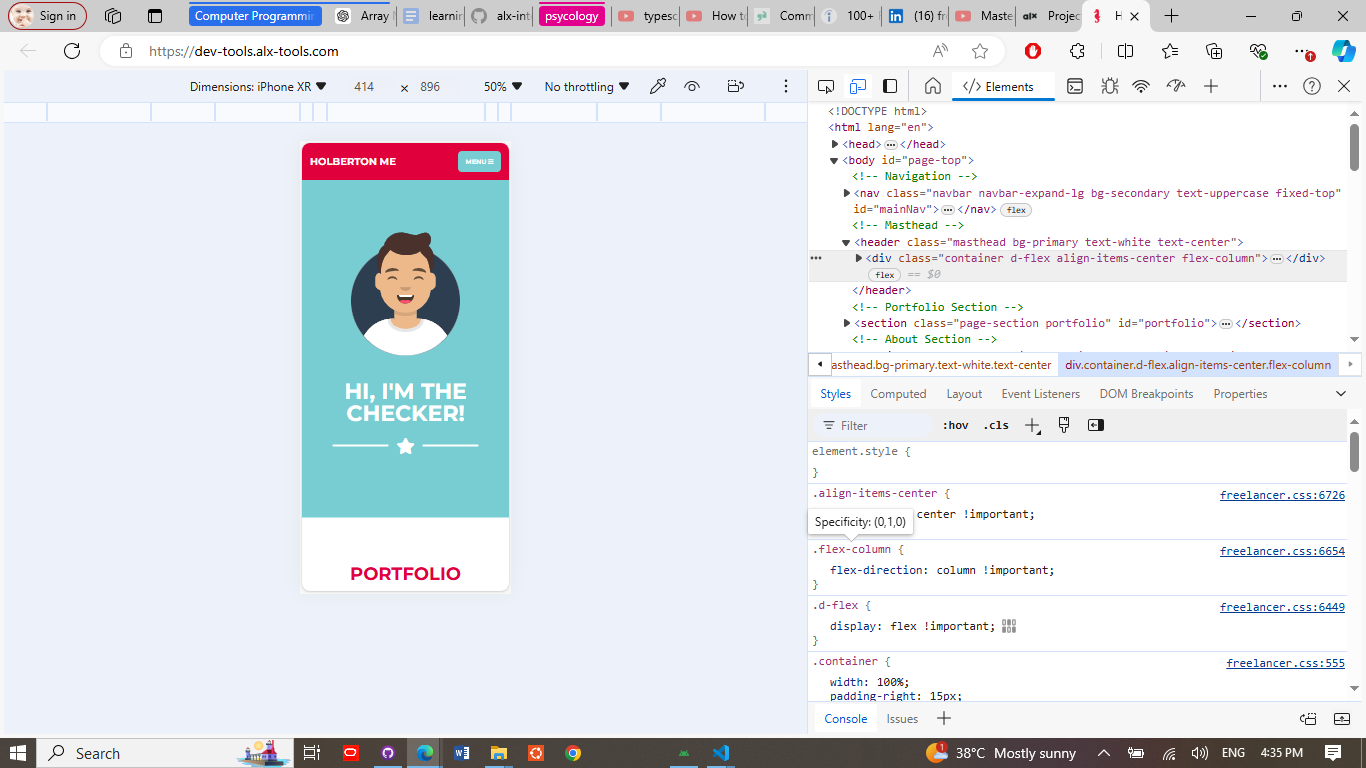 Sign in
Computer Programmin
Array
learnin
alx-int
psycology
typesc
How t
Comm
100+
(16) fr
Maste
alx
Projec
H
https://dev-tools.alx-tools.com
Dimensions: iPhone XR
414
×
896
50%
No throttling
Elements
<!DOCTYPE html>
<html lang="en">
<head>…</head>
<body id="page-top">
<!-- Navigation -->
<nav class="navbar navbar-expand-lg bg-secondary text-uppercase fixed-top"
id="mainNav">…</nav> flex
<!-- Masthead -->
<header class="masthead bg-primary text-white text-center">
<div class="container d-flex align-items-center flex-column">…</div>
flex == $0
</header>
<!-- Portfolio Section -->
<section class="page-section portfolio" id="portfolio">…</section>
<!-- About Section -->
asthead.bg-primary.text-white.text-center
div.container.d-flex.align-items-center.flex-column
Styles
Computed
Layout
Event Listeners
DOM Breakpoints
Properties
Filter
:hov
.cls
element.style {
}
.align-items-center {
freelancer.css:6726
center !important;
Specificity: (0,1,0)
.flex-column {
freelancer.css:6654
flex-direction: column !important;
}
.d-flex {
freelancer.css:6449
display: flex !important;
}
.container {
freelancer.css:555
width: 100%;
padding-right: 15px;
Console
Issues
HOLBERTON ME
MENU
HI, I'M THE
CHECKER!
PORTFOLIO
Search
1
38°C Mostly sunny
ENG
4:35 PM